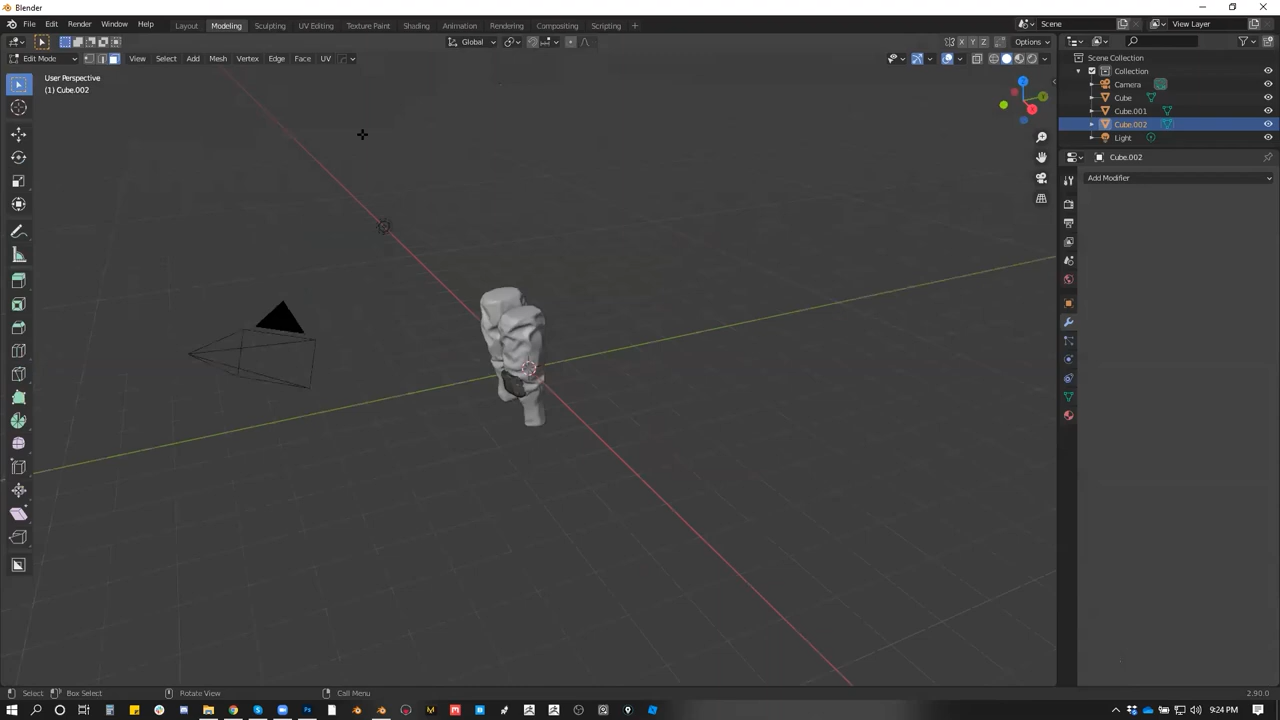 Blender
File Edit Render Window Help Layout Modeling Sculpting UV Editing Texture Paint Shading Animation Rendering Compositing Scripting + Scene View Layer
Global X Y Z Options
Edit Mode View Select Add Mesh Vertex Edge Face UV
User Perspective
(1) Cube.002
Z
Y
X
Scene Collection
Collection
Camera
Cube
Cube.001
Cube.002
Light
Cube.002
Add Modifier
Select Box Select Rotate View Call Menu 2.90.0
9:24 PM